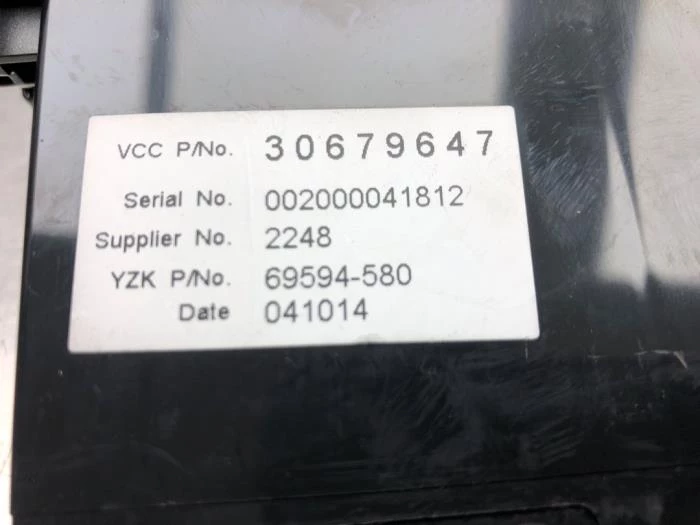 VCC P/No. 30679647
Serial No. 002000041812
Supplier No. 2248
YZK P/No. 69594-580
Date 041014